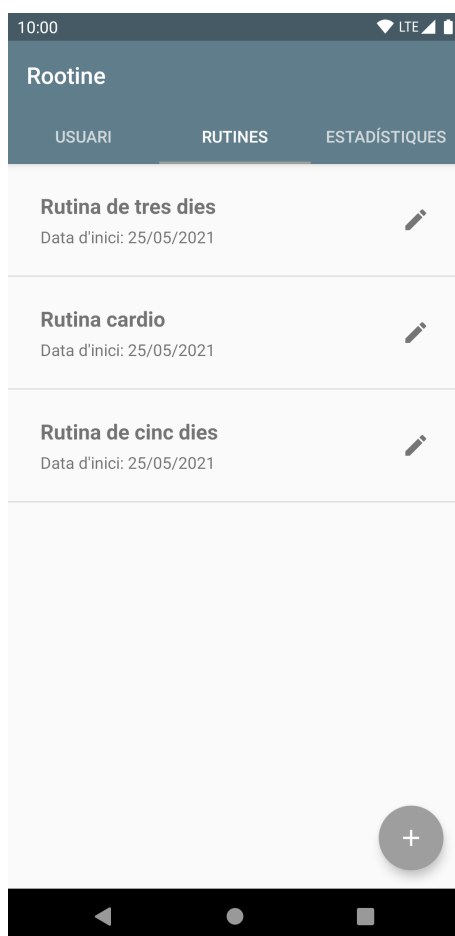 10:00 LTE
Rootine
USUARI RUTINES ESTADÍSTIQUES
Rutina de tres dies
Data d'inici: 25/05/2021
Rutina cardio
Data d'inici: 25/05/2021
Rutina de cinc dies
Data d'inici: 25/05/2021
+